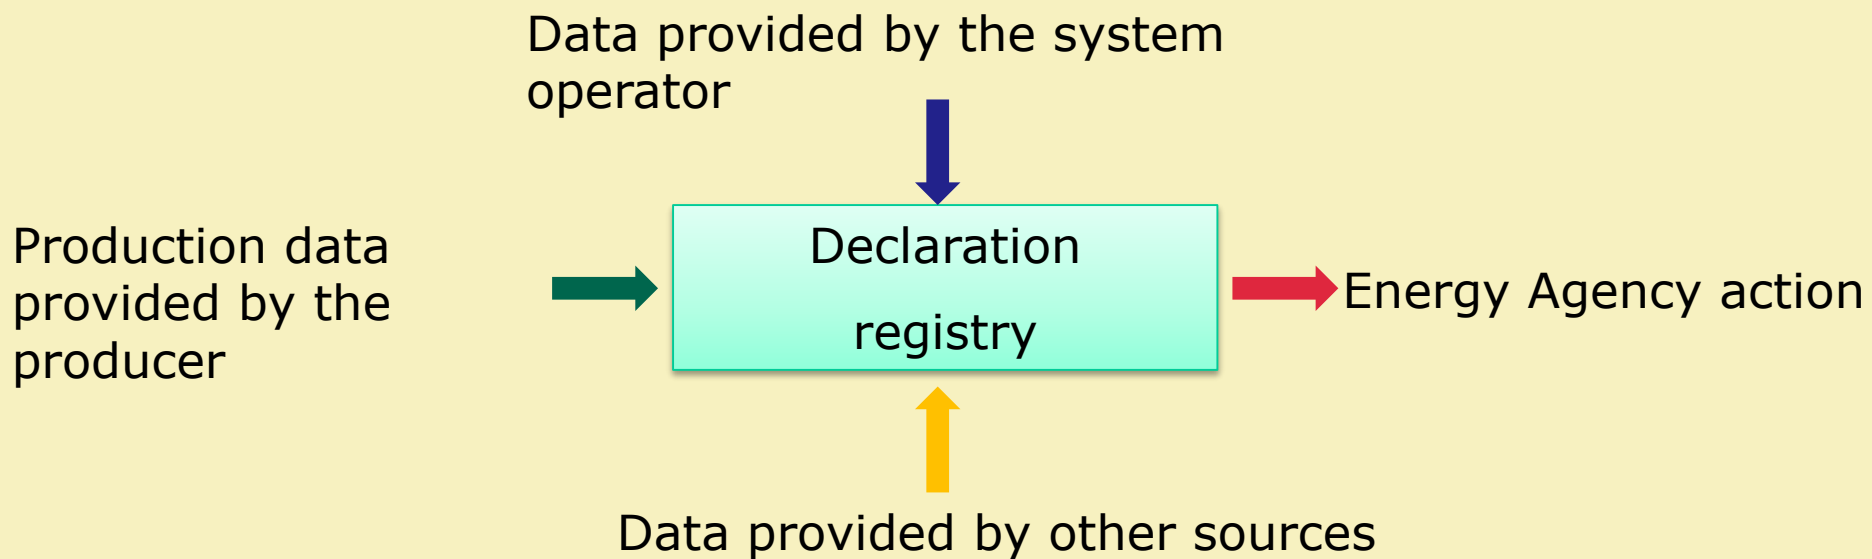 Data provided by the system
operator
Production data
provided by the
producer
Declaration
registry
Energy Agency action
Data provided by other sources